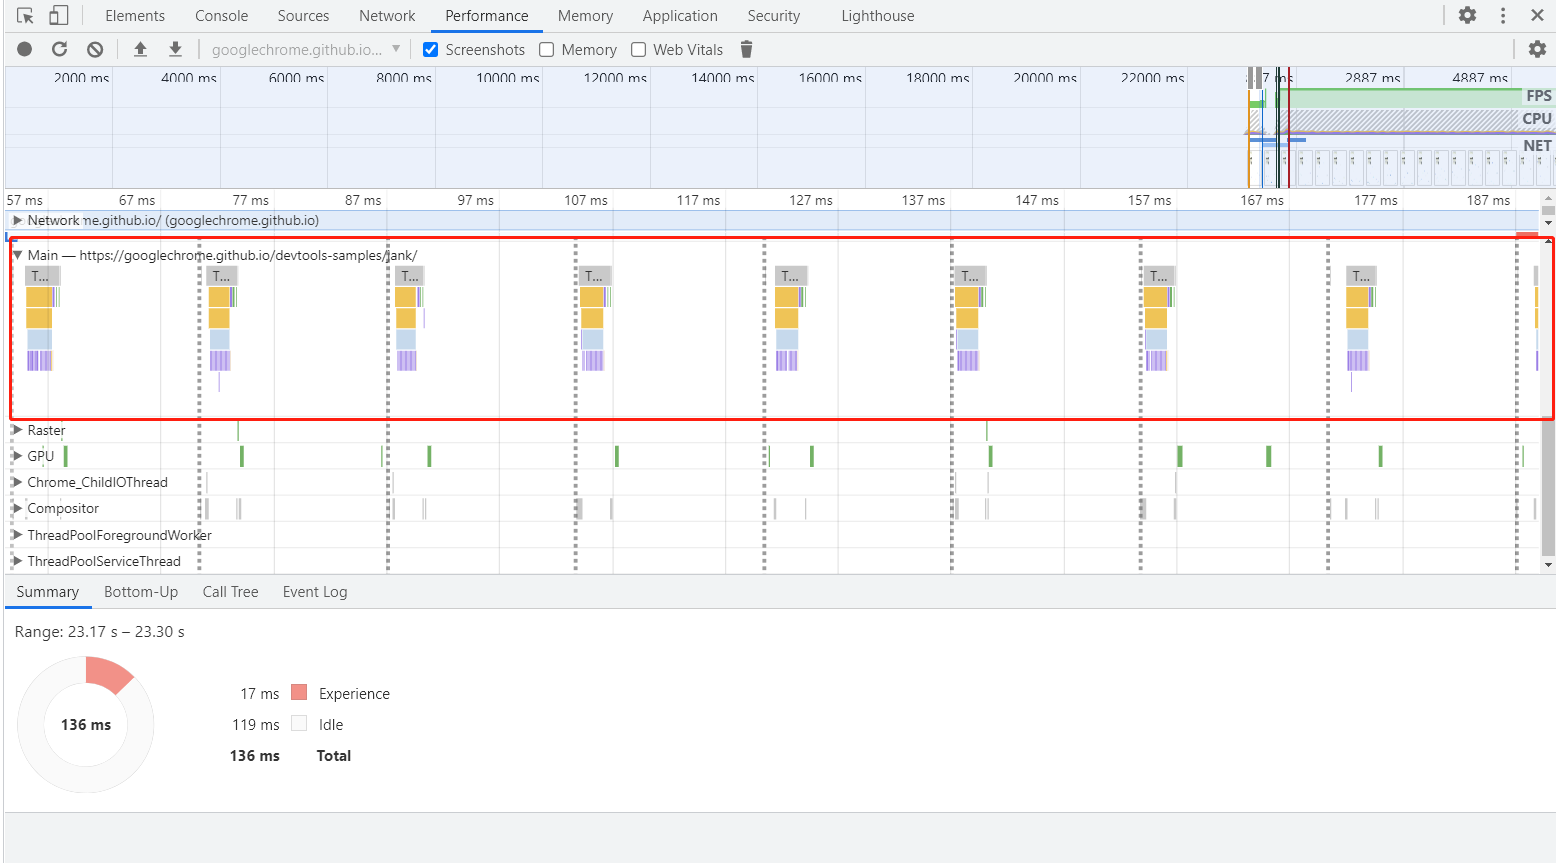 Elements Console Sources Network Performance Memory Application Security Lighthouse
googlechrome.github.io... Screenshots Memory Web Vitals
2000 ms 4000 ms 6000 ms 8000 ms 10000 ms 12000 ms 14000 ms 16000 ms 18000 ms 20000 ms 22000 ms 2887 ms 4887 ms
FPS
CPU
NET
57 ms 67 ms 77 ms 87 ms 97 ms 107 ms 117 ms 127 ms 137 ms 147 ms 157 ms 167 ms 177 ms 187 ms
Network me.github.io/ (googlechrome.github.io)
Main — https://googlechrome.github.io/devtools-samples/jank/
T... T... T... T... T... T... T... T...
Raster
GPU
Chrome_ChildIOThread
Compositor
ThreadPoolForegroundWorker
ThreadPoolServiceThread
Summary Bottom-Up Call Tree Event Log
Range: 23.17 s – 23.30 s
17 ms Experience
136 ms 119 ms Idle
136 ms Total